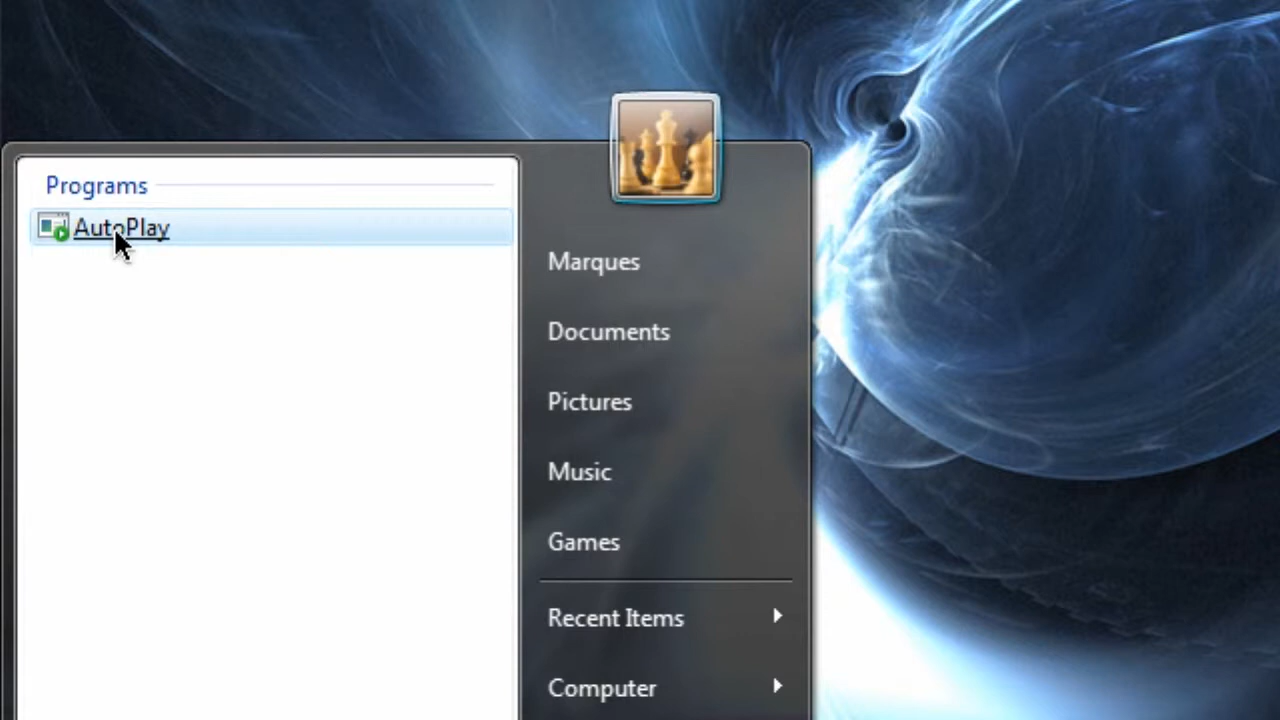 Programs
AutoPlay
Marques
Documents
Pictures
Music
Games
Recent Items
Computer